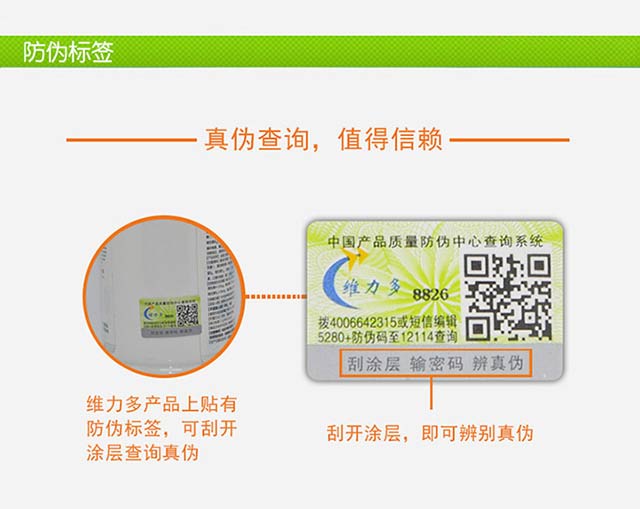 防伪标签
真伪查询，值得信赖
中国产品质量防伪中心查询系统
维力多 8826
拨4006642315或短信编辑
5280+防伪码至12114查询
刮涂层 输密码 辨真伪
维力多产品上贴有
防伪标签，可刮开
涂层查询真伪
刮开涂层，即可辨别真伪